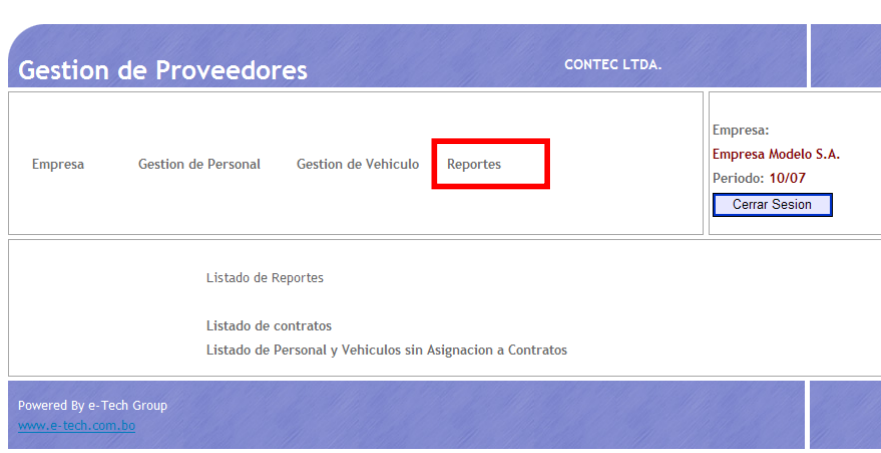 Gestion de Proveedores
CONTEC LTDA.
Empresa Gestion de Personal Gestion de Vehiculo Reportes
Empresa:
Empresa Modelo S.A.
Periodo: 10/07
Cerrar Sesion
Listado de Reportes
Listado de contratos
Listado de Personal y Vehiculos sin Asignacion a Contratos
Powered By e-Tech Group
www.e-tech.com.bo